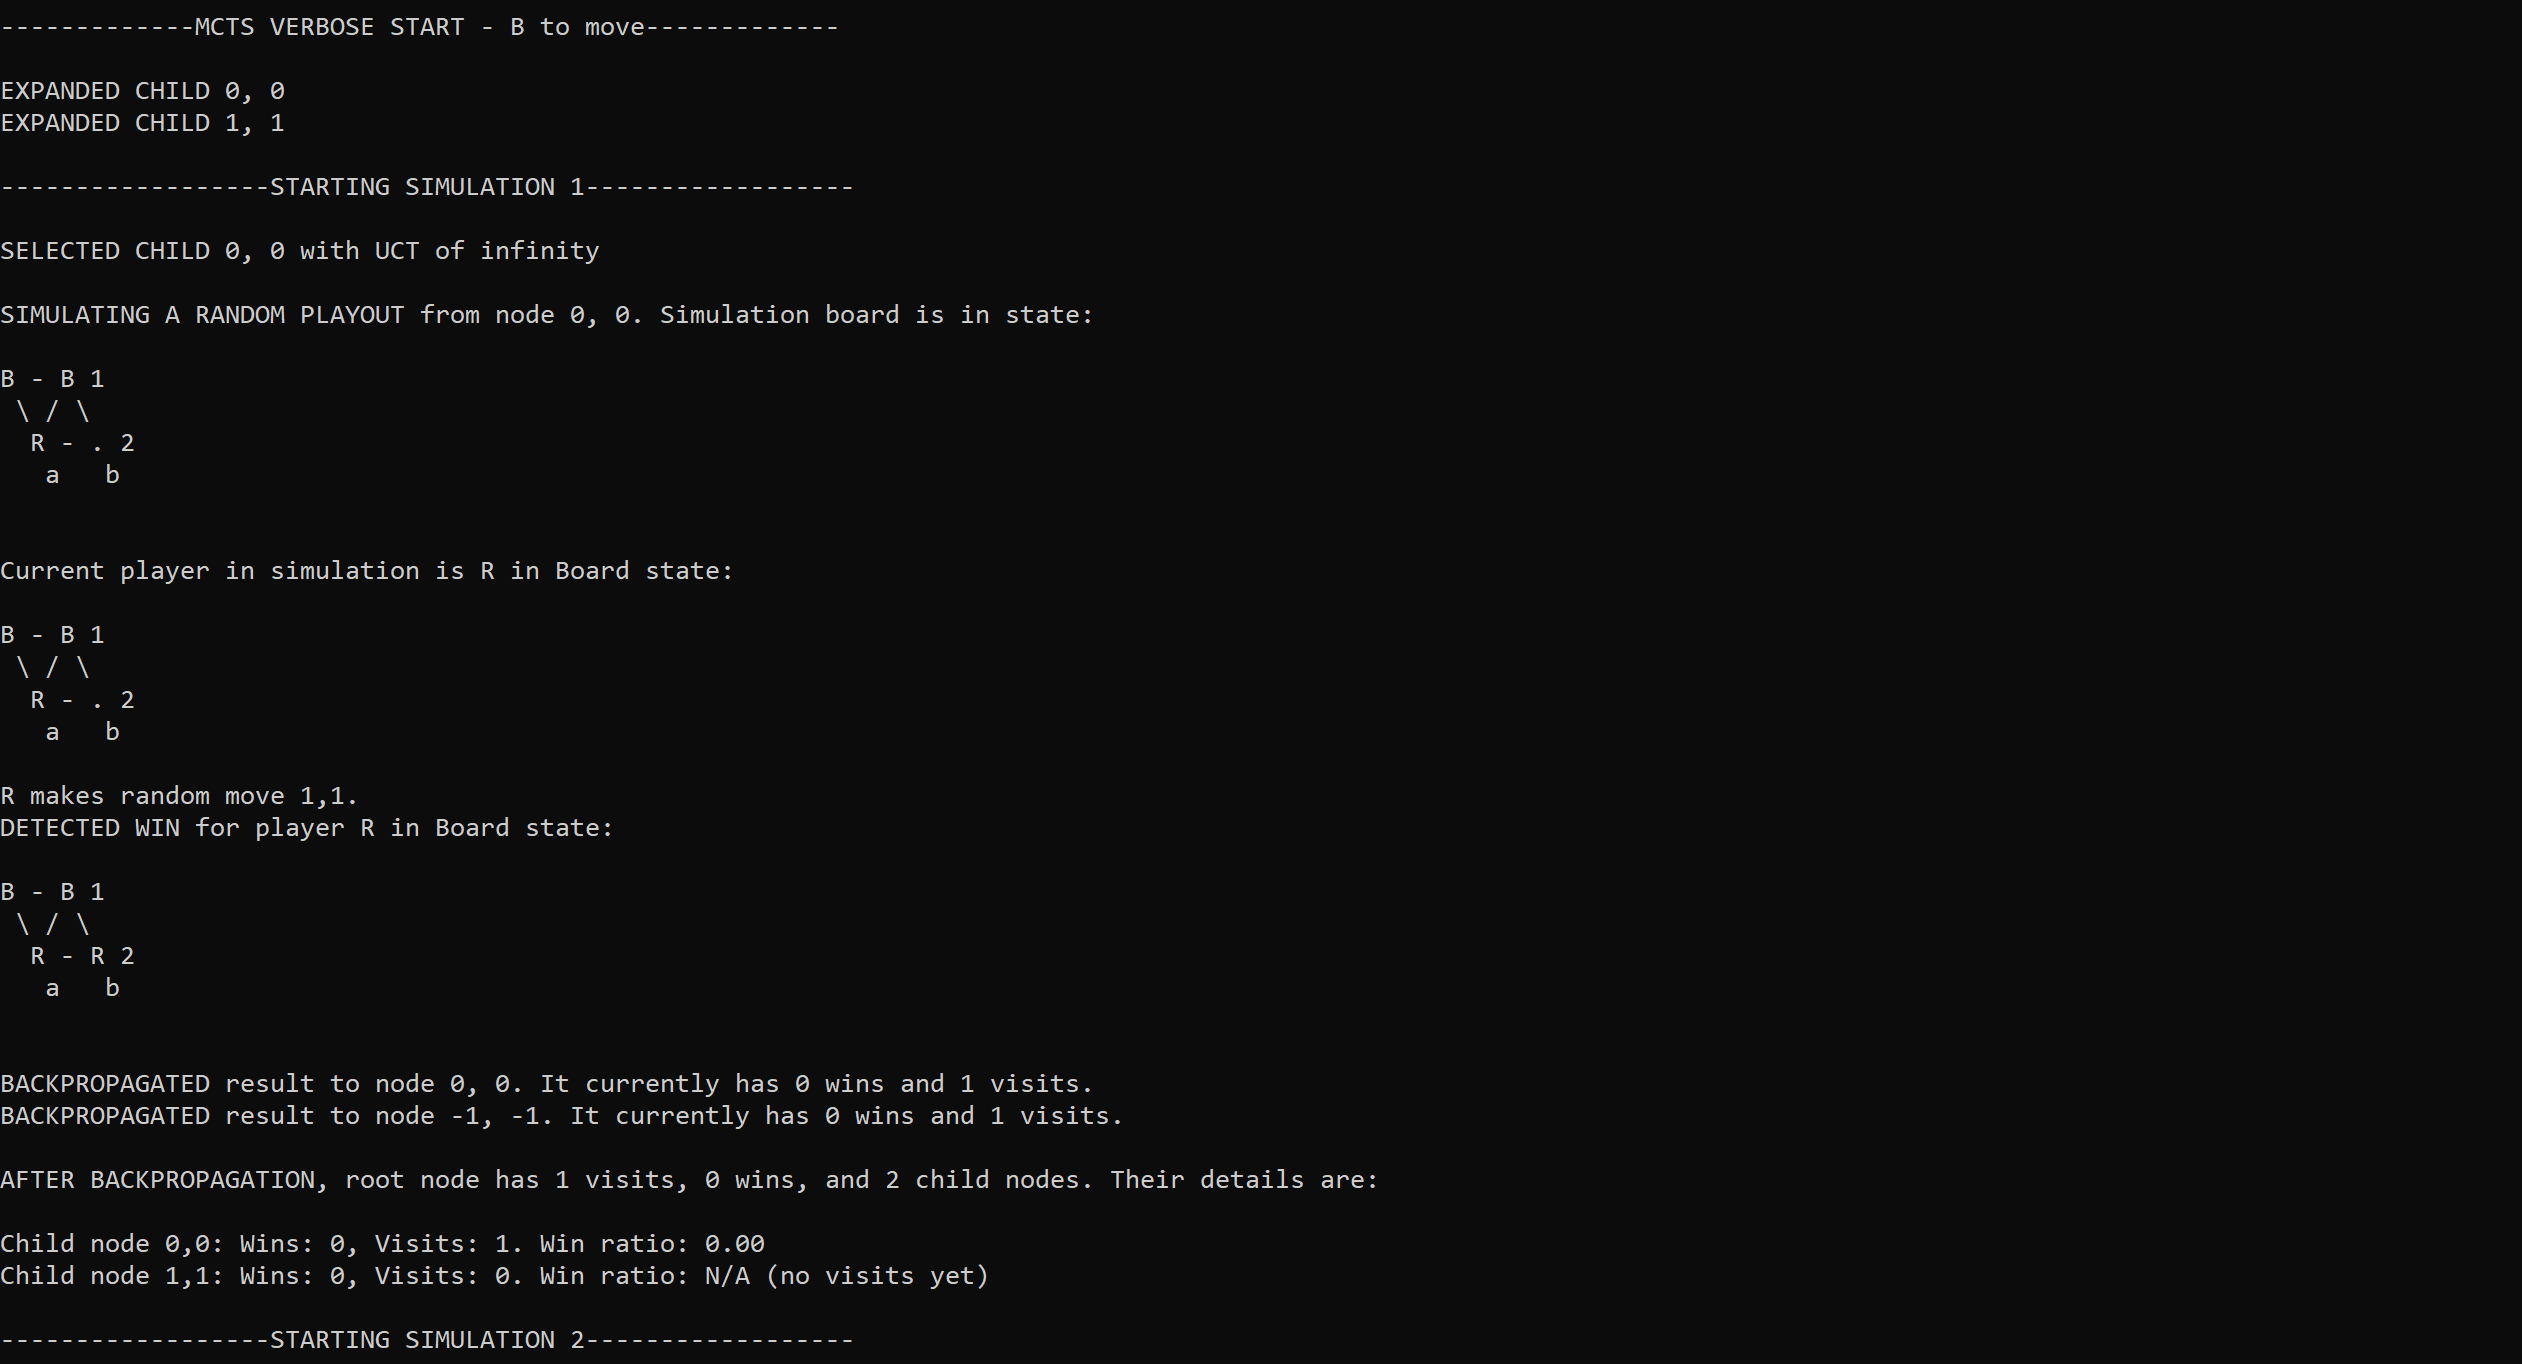 -------------MCTS VERBOSE START - B to move-------------
EXPANDED CHILD 0, 0
EXPANDED CHILD 1, 1
------------------STARTING SIMULATION 1------------------
SELECTED CHILD 0, 0 with UCT of infinity
SIMULATING A RANDOM PLAYOUT from node 0, 0. Simulation board is in state:
B - B 1
 \ / \
  R - . 2
   a   b
Current player in simulation is R in Board state:
B - B 1
 \ / \
  R - . 2
   a   b
R makes random move 1,1.
DETECTED WIN for player R in Board state:
B - B 1
 \ / \
  R - R 2
   a   b
BACKPROPAGATED result to node 0, 0. It currently has 0 wins and 1 visits.
BACKPROPAGATED result to node -1, -1. It currently has 0 wins and 1 visits.
AFTER BACKPROPAGATION, root node has 1 visits, 0 wins, and 2 child nodes. Their details are:
Child node 0,0: Wins: 0, Visits: 1. Win ratio: 0.00
Child node 1,1: Wins: 0, Visits: 0. Win ratio: N/A (no visits yet)
------------------STARTING SIMULATION 2------------------